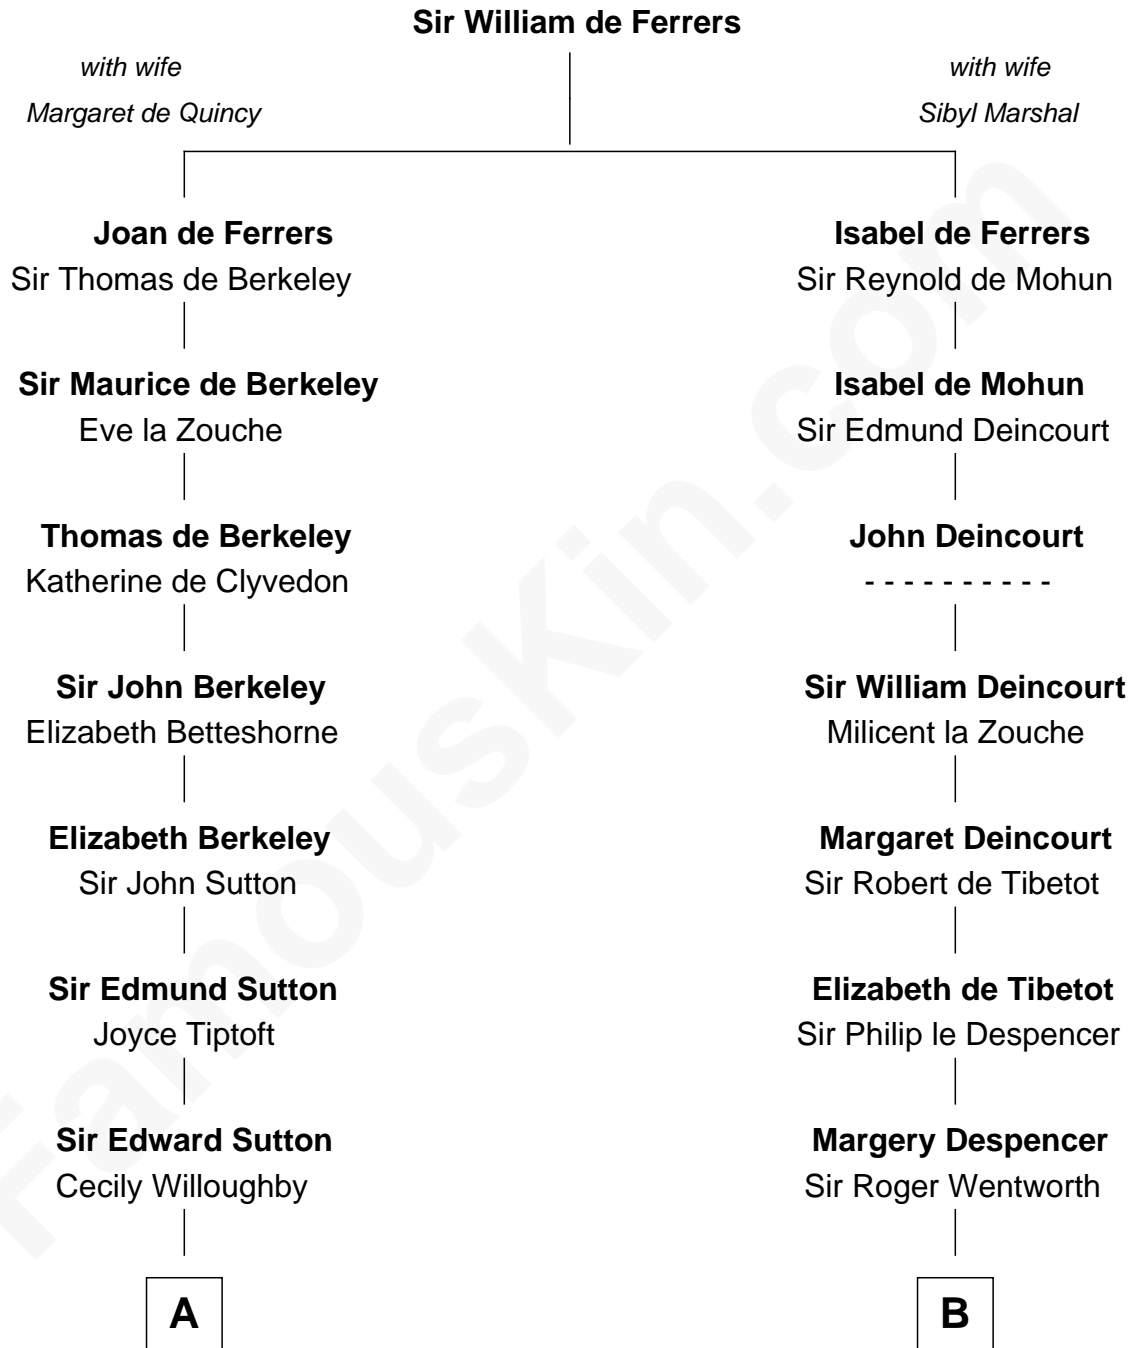 Sir William de Ferrers
with wife
Margaret de Quincy
with wife
Sibyl Marshal
Joan de Ferrers
Sir Thomas de Berkeley
Isabel de Ferrers
Sir Reynold de Mohun
Sir Maurice de Berkeley
Eve la Zouche
Isabel de Mohun
Sir Edmund Deincourt
Thomas de Berkeley
Katherine de Clyvedon
John Deincourt
- - - - - - - - - -
Sir John Berkeley
Elizabeth Betteshorne
Sir William Deincourt
Milicent la Zouche
Elizabeth Berkeley
Sir John Sutton
Margaret Deincourt
Sir Robert de Tibetot
Sir Edmund Sutton
Joyce Tiptoft
Elizabeth de Tibetot
Sir Philip le Despencer
Sir Edward Sutton
Cecily Willoughby
Margery Despencer
Sir Roger Wentworth
A
B
FamousKin.com